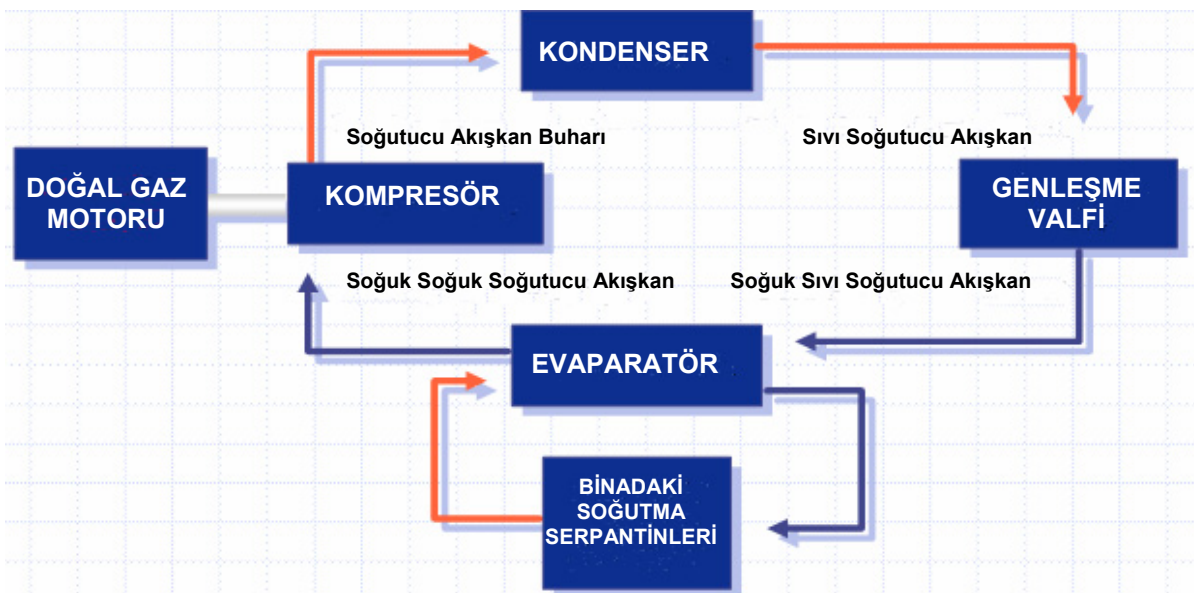 KONDENSER
Soğutucu Akışkan Buharı
Sıvı Soğutucu Akışkan
DOĞAL GAZ
MOTORU
KOMPRESÖR
GENLEŞME
VALFİ
Soğuk Soğuk Soğutucu Akışkan
Soğuk Sıvı Soğutucu Akışkan
EVAPARATÖR
BİNADAKİ
SOĞUTMA
SERPANTİNLERİ